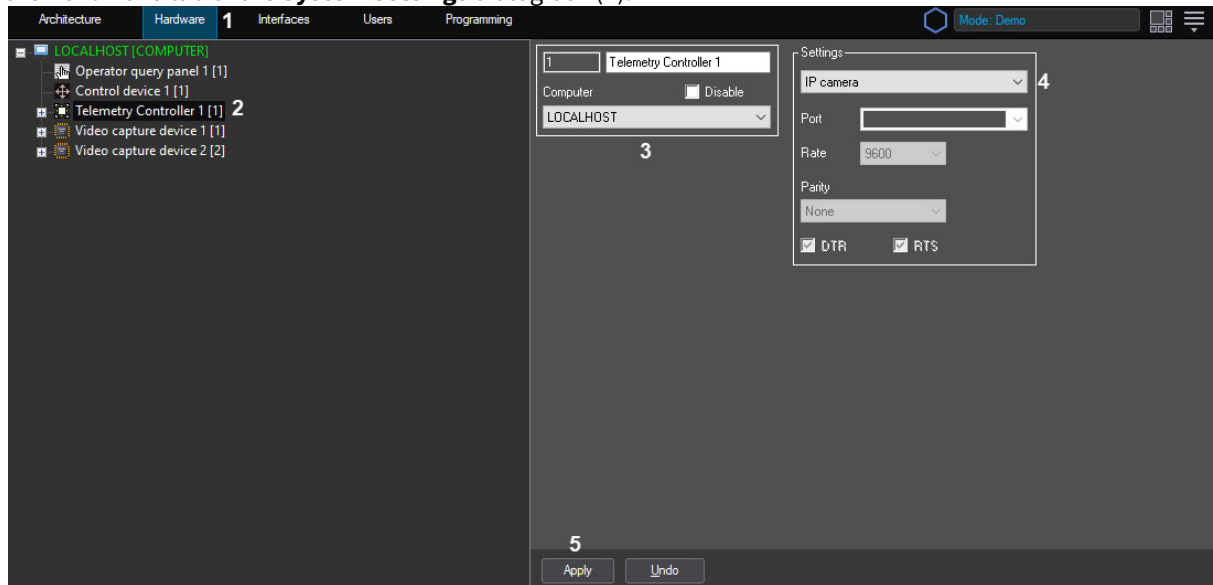 System settings
Architecture Hardware 1 Interfaces Users Programming Mode: Demo
LOCALHOST [COMPUTER]
Operator query panel 1 [1]
Control device 1 [1]
Telemetry Controller 1 [1] 2
Video capture device 1 [1]
Video capture device 2 [2]
1 Telemetry Controller 1
Computer Disable
LOCALHOST
3
Settings
IP camera 4
Port
Rate 9600
Parity
None
DTR RTS
5
Apply Undo